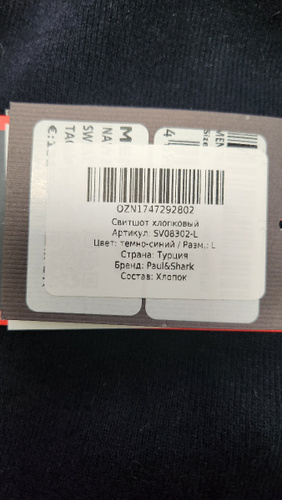 OZN1747292802
Свитшот хлопковый
Артикул: SV08302-L
Цвет: темно-синий / Разм.: L
Страна: Турция
Бренд: Paul&Shark
Состав: Хлопок